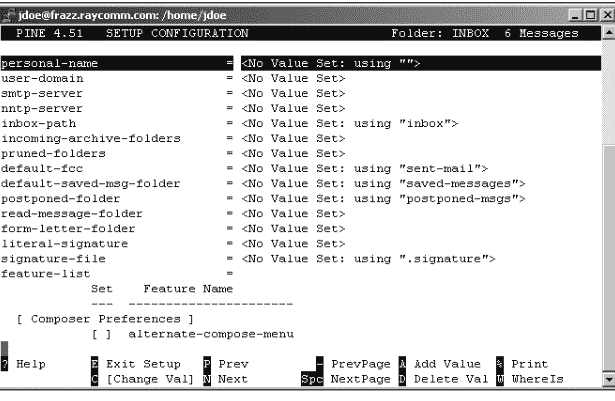 jdoe@frazz.raycomm.com: /home/jdoe
PINE 4.51 SETUP CONFIGURATION Folder: INBOX 6 Messages
personal-name = <No Value Set: using "">
user-domain = <No Value Set>
smtp-server = <No Value Set>
nntp-server = <No Value Set>
inbox-path = <No Value Set: using "inbox">
incoming-archive-folders = <No Value Set>
pruned-folders = <No Value Set>
default-fcc = <No Value Set: using "sent-mail">
default-saved-msg-folder = <No Value Set: using "saved-messages">
postponed-folder = <No Value Set: using "postponed-msgs">
read-message-folder = <No Value Set>
form-letter-folder = <No Value Set>
literal-signature = <No Value Set>
signature-file = <No Value Set: using ".signature">
feature-list =
Set Feature Name
--- ----------------------
[ Composer Preferences ]
[ ] alternate-compose-menu
? Help E Exit Setup P Prev - PrevPage A Add Value % Print
C [Change Val] N Next Spc NextPage D Delete Val W WhereIs